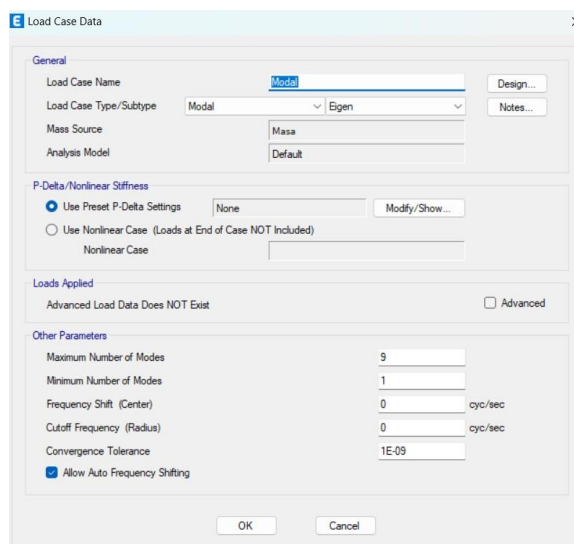 E Load Case Data
General
Load Case Name Modal Design...
Load Case Type/Subtype Modal Eigen Notes...
Mass Source Masa
Analysis Model Default
P-Delta/Nonlinear Stiffness
Use Preset P-Delta Settings None Modify/Show...
Use Nonlinear Case (Loads at End of Case NOT Included)
Nonlinear Case
Loads Applied
Advanced Load Data Does NOT Exist Advanced
Other Parameters
Maximum Number of Modes 9
Minimum Number of Modes 1
Frequency Shift (Center) 0 cyc/sec
Cutoff Frequency (Radius) 0 cyc/sec
Convergence Tolerance 1E-09
Allow Auto Frequency Shifting
OK Cancel